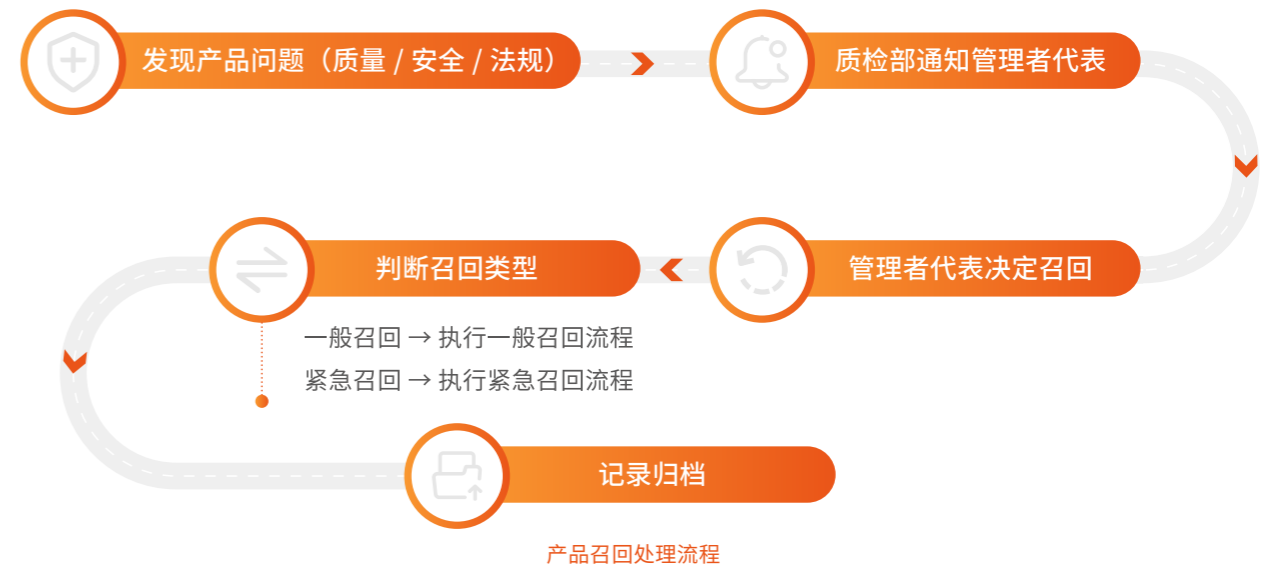 发现产品问题（质量 / 安全 / 法规）
质检部通知管理者代表
管理者代表决定召回
判断召回类型
一般召回 → 执行一般召回流程
紧急召回 → 执行紧急召回流程
记录归档
产品召回处理流程